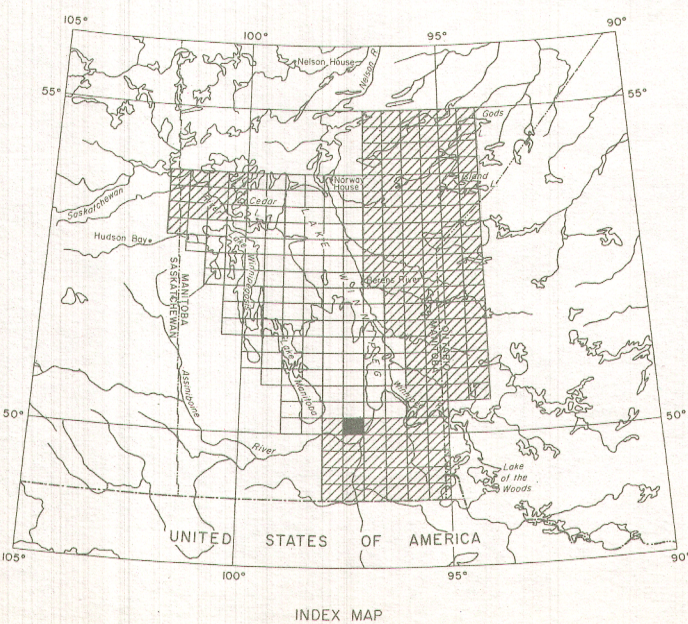 105°
100°
95°
90°
Nelson House
Nelson R
55°
55°
Gods
L
Island
L
Norway
House
Saskatchewan
River
Cedar
L
Hudson Bay
LAKE WINNIPEG
L Winnipegosis
Berens River
MANITOBA
SASKATCHEWAN
ONTARIO
MANITOBA
Lake Manitoba
Winnipeg
Assiniboine
River
50°
50°
Lake
of the
Woods
UNITED STATES OF AMERICA
105°
100°
95°
90°
INDEX MAP